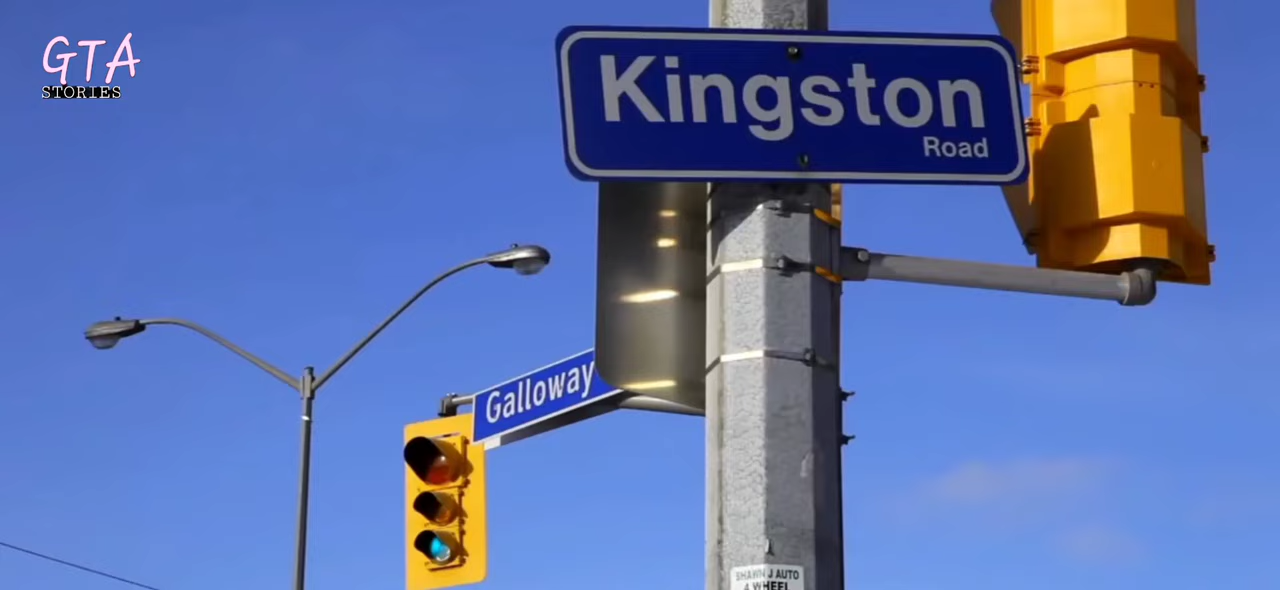 GTA
STORIES
Kingston
Road
Galloway
SHAWN J AUTO
4 WHEEL